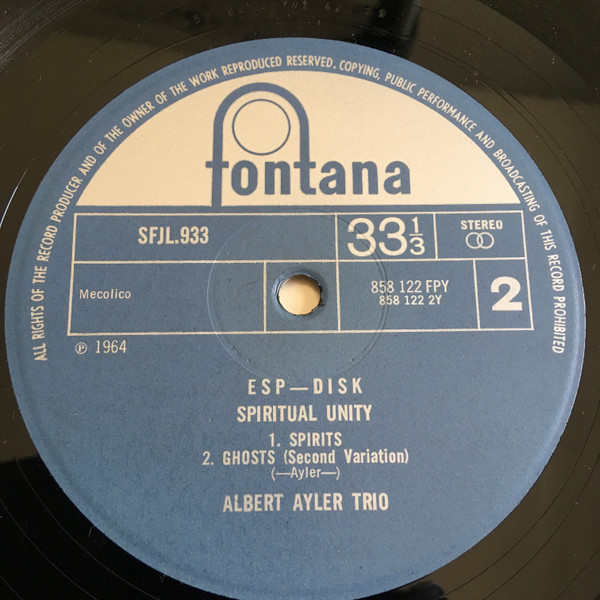 ALL RIGHTS OF THE RECORD PRODUCER AND OF THE OWNER OF THE WORK REPRODUCED RESERVED. COPYING, PUBLIC PERFORMANCE AND BROADCASTING OF THIS RECORD PROHIBITED
fontana
SFJL.933
33 1/3
STEREO
Mecolico
858 122 FPY
858 122 2Y
2
℗ 1964
ESP—DISK
SPIRITUAL UNITY
1. SPIRITS
2. GHOSTS (Second Variation)
(—Ayler—)
ALBERT AYLER TRIO